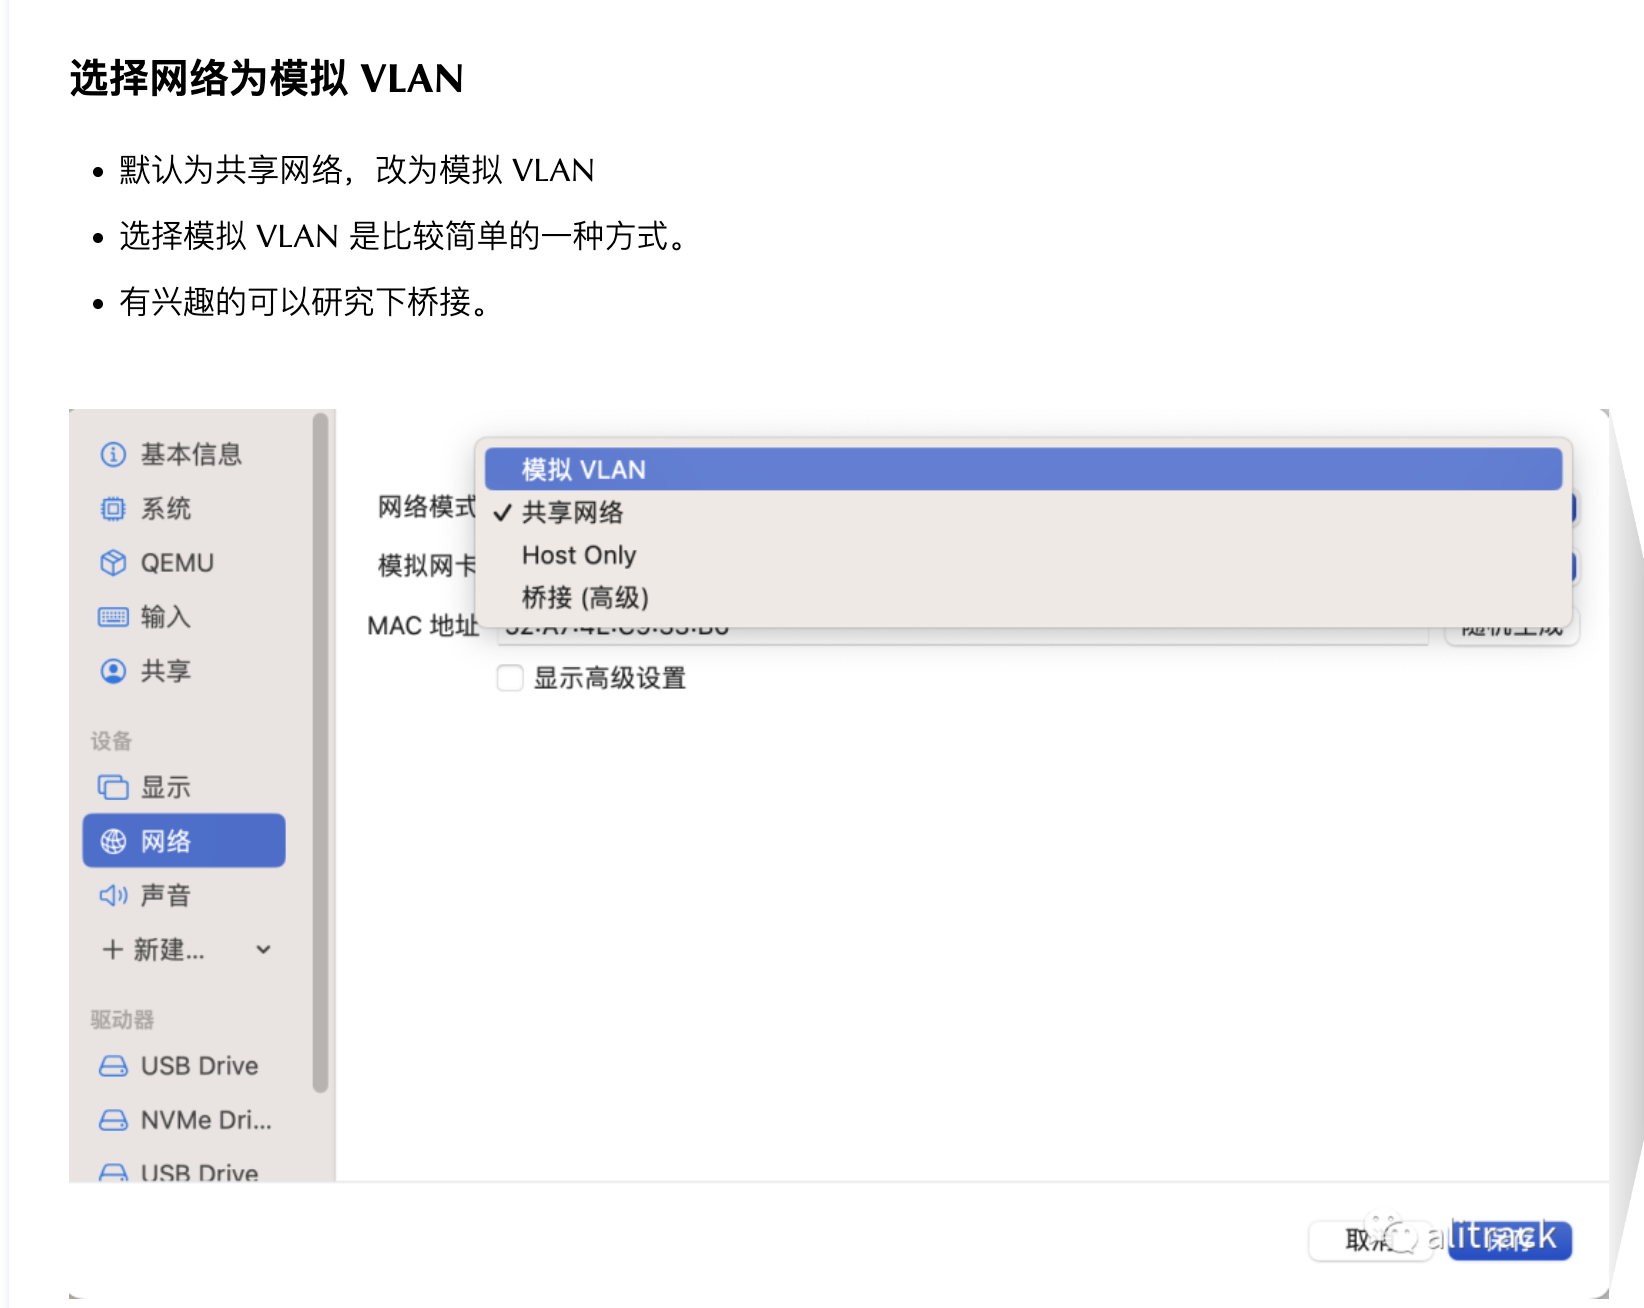 选择网络为模拟 VLAN
默认为共享网络，改为模拟 VLAN
选择模拟 VLAN 是比较简单的一种方式。
有兴趣的可以研究下桥接。
基本信息
系统
QEMU
输入
共享
设备
显示
网络
声音
新建...
驱动器
USB Drive
NVMe Dri...
USB Drive
网络模式
模拟 VLAN
共享网络
Host Only
桥接 (高级)
模拟网卡
MAC 地址
随机生成
显示高级设置
取消
保存
alitrack